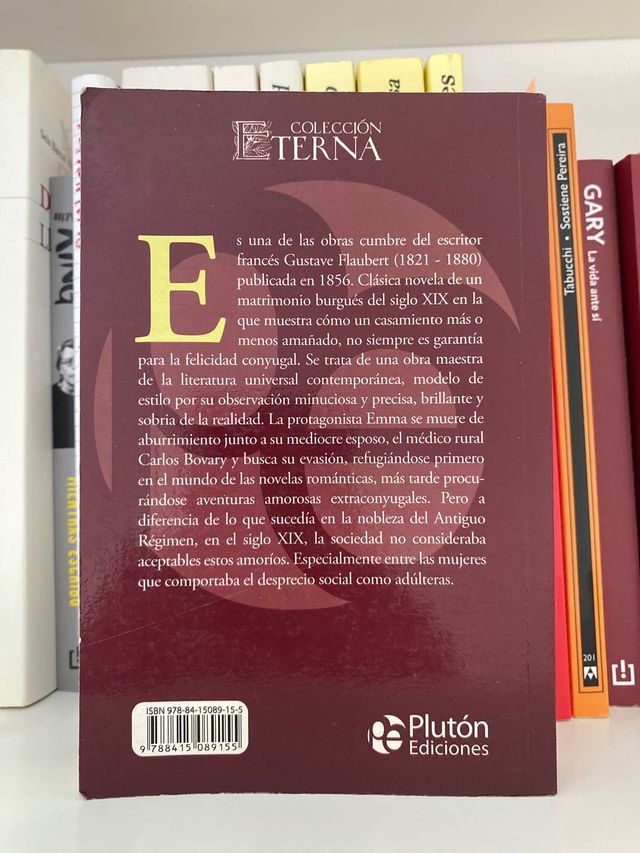 COLECCIÓN
ETERNA
Es una de las obras cumbre del escritor
francés Gustave Flaubert (1821 - 1880)
publicada en 1856. Clásica novela de un
matrimonio burgués del siglo XIX en la
que muestra cómo un casamiento más o
menos amañado, no siempre es garantía
para la felicidad conyugal. Se trata de una obra maestra
de la literatura universal contemporánea, modelo de
estilo por su observación minuciosa y precisa, brillante y
sobria de la realidad. La protagonista Emma se muere de
aburrimiento junto a su mediocre esposo, el médico rural
Carlos Bovary y busca su evasión, refugiándose primero
en el mundo de las novelas románticas, más tarde procu-
rándose aventuras amorosas extraconyugales. Pero a
diferencia de lo que sucedía en la nobleza del Antiguo
Régimen, en el siglo XIX, la sociedad no consideraba
aceptables estos amoríos. Especialmente entre las mujeres
que comportaba el desprecio social como adúlteras.
ISBN 978-84-15089-15-5
9 788415 089155
Plutón
Ediciones
Tabucchi • Sostiene Pereira
201
GARY
La vida ante sí
MIENTRAS ESCRIBO